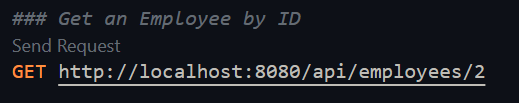 ### Get an Employee by ID
Send Request
GET http://localhost:8080/api/employees/2